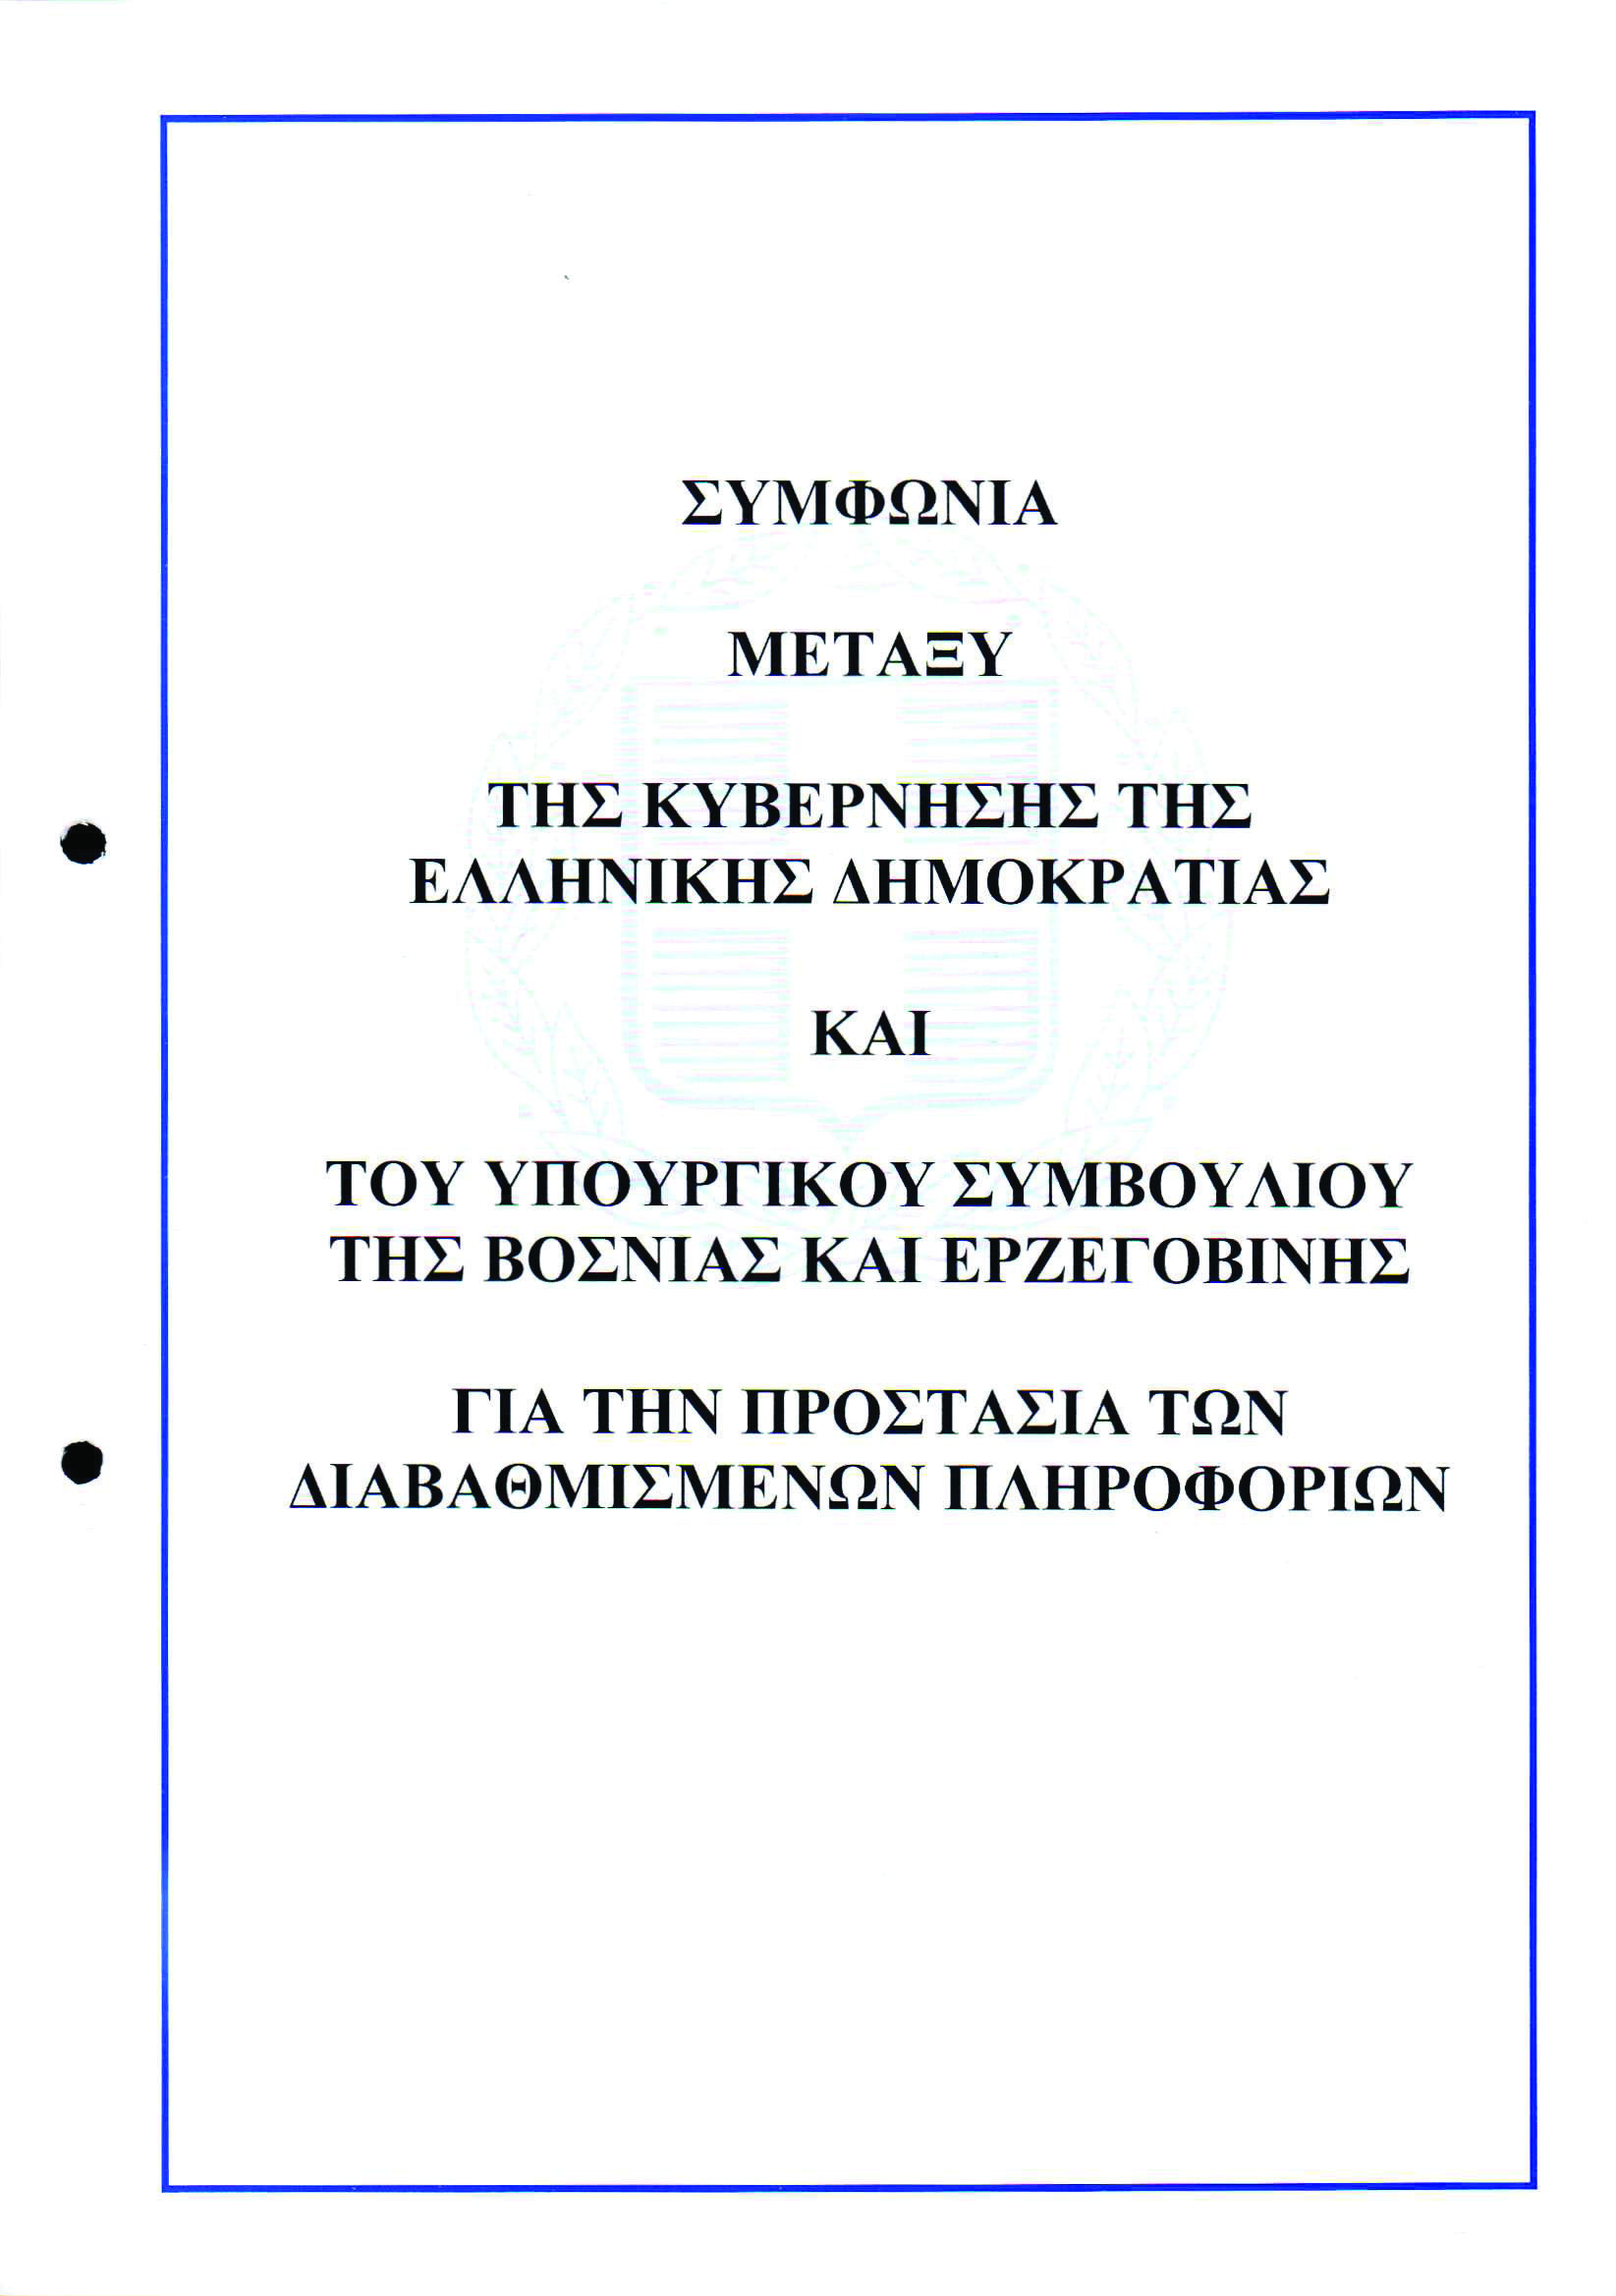 ΣΥΜΦΩΝΙΑ
ΜΕΤΑΞΥ
ΤΗΣ ΚΥΒΕΡΝΗΣΗΣ ΤΗΣ
ΕΛΛΗΝΙΚΗΣ ΔΗΜΟΚΡΑΤΙΑΣ
ΚΑΙ
ΤΟΥ ΥΠΟΥΡΓΙΚΟΥ ΣΥΜΒΟΥΛΙΟΥ
ΤΗΣ ΒΟΣΝΙΑΣ ΚΑΙ ΕΡΖΕΓΟΒΙΝΗΣ
ΓΙΑ ΤΗΝ ΠΡΟΣΤΑΣΙΑ ΤΩΝ
ΔΙΑΒΑΘΜΙΣΜΕΝΩΝ ΠΛΗΡΟΦΟΡΙΩΝ